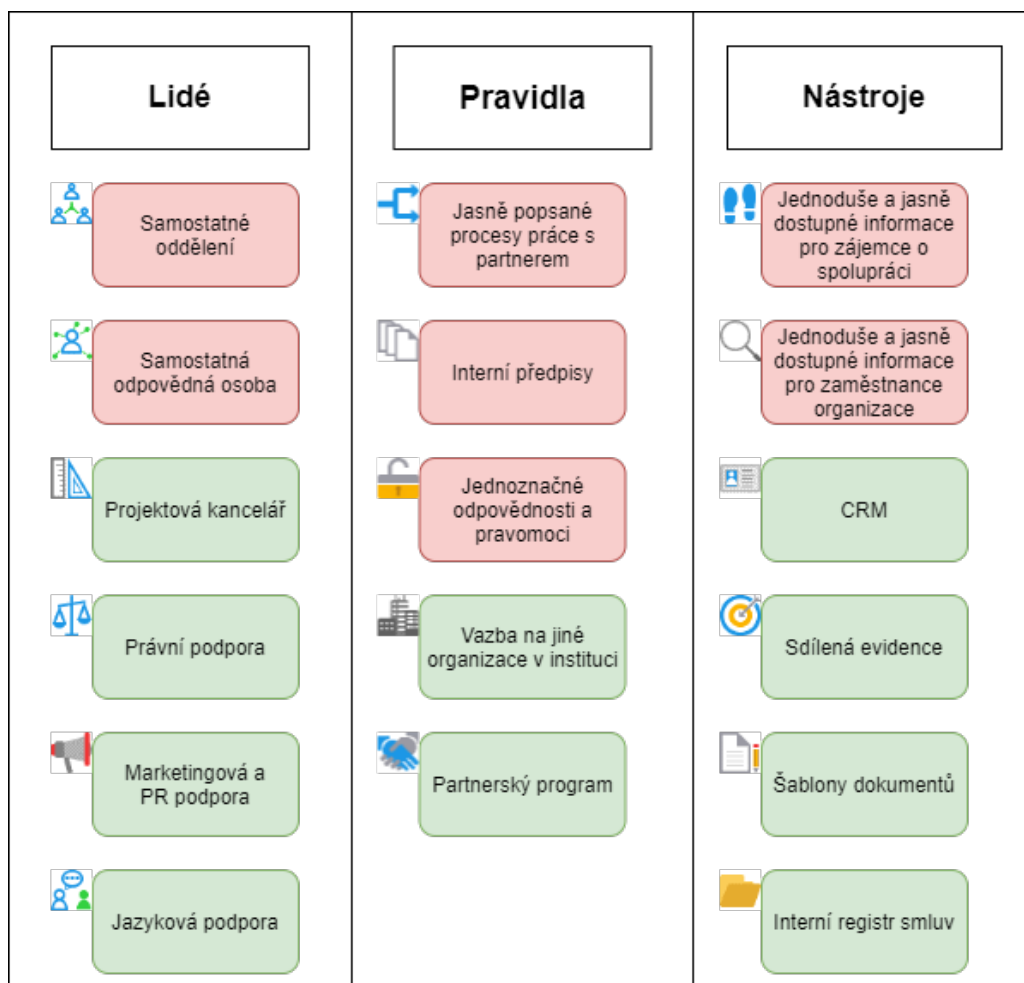 Lidé
Samostatné
oddělení
Samostatná
odpovědná osoba
Projektová kancelář
Právní podpora
Marketingová a
PR podpora
Jazyková podpora
Pravidla
Jasně popsané
procesy práce s
partnerem
Interní předpisy
Jednoznačné
odpovědnosti a
pravomoci
Vazba na jiné
organizace v instituci
Partnerský program
Nástroje
Jednoduše a jasně
dostupné informace
pro zájemce o
spolupráci
Jednoduše a jasně
dostupné informace
pro zaměstnance
organizace
CRM
Sdílená evidence
Šablony dokumentů
Interní registr smluv